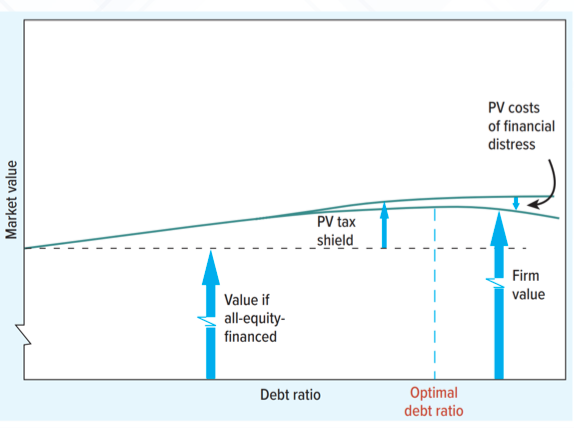 PV costs
of financial
distress
Market value
PV tax
shield
Firm
value
Value if
all-equity-
financed
Debt ratio
Optimal
debt ratio